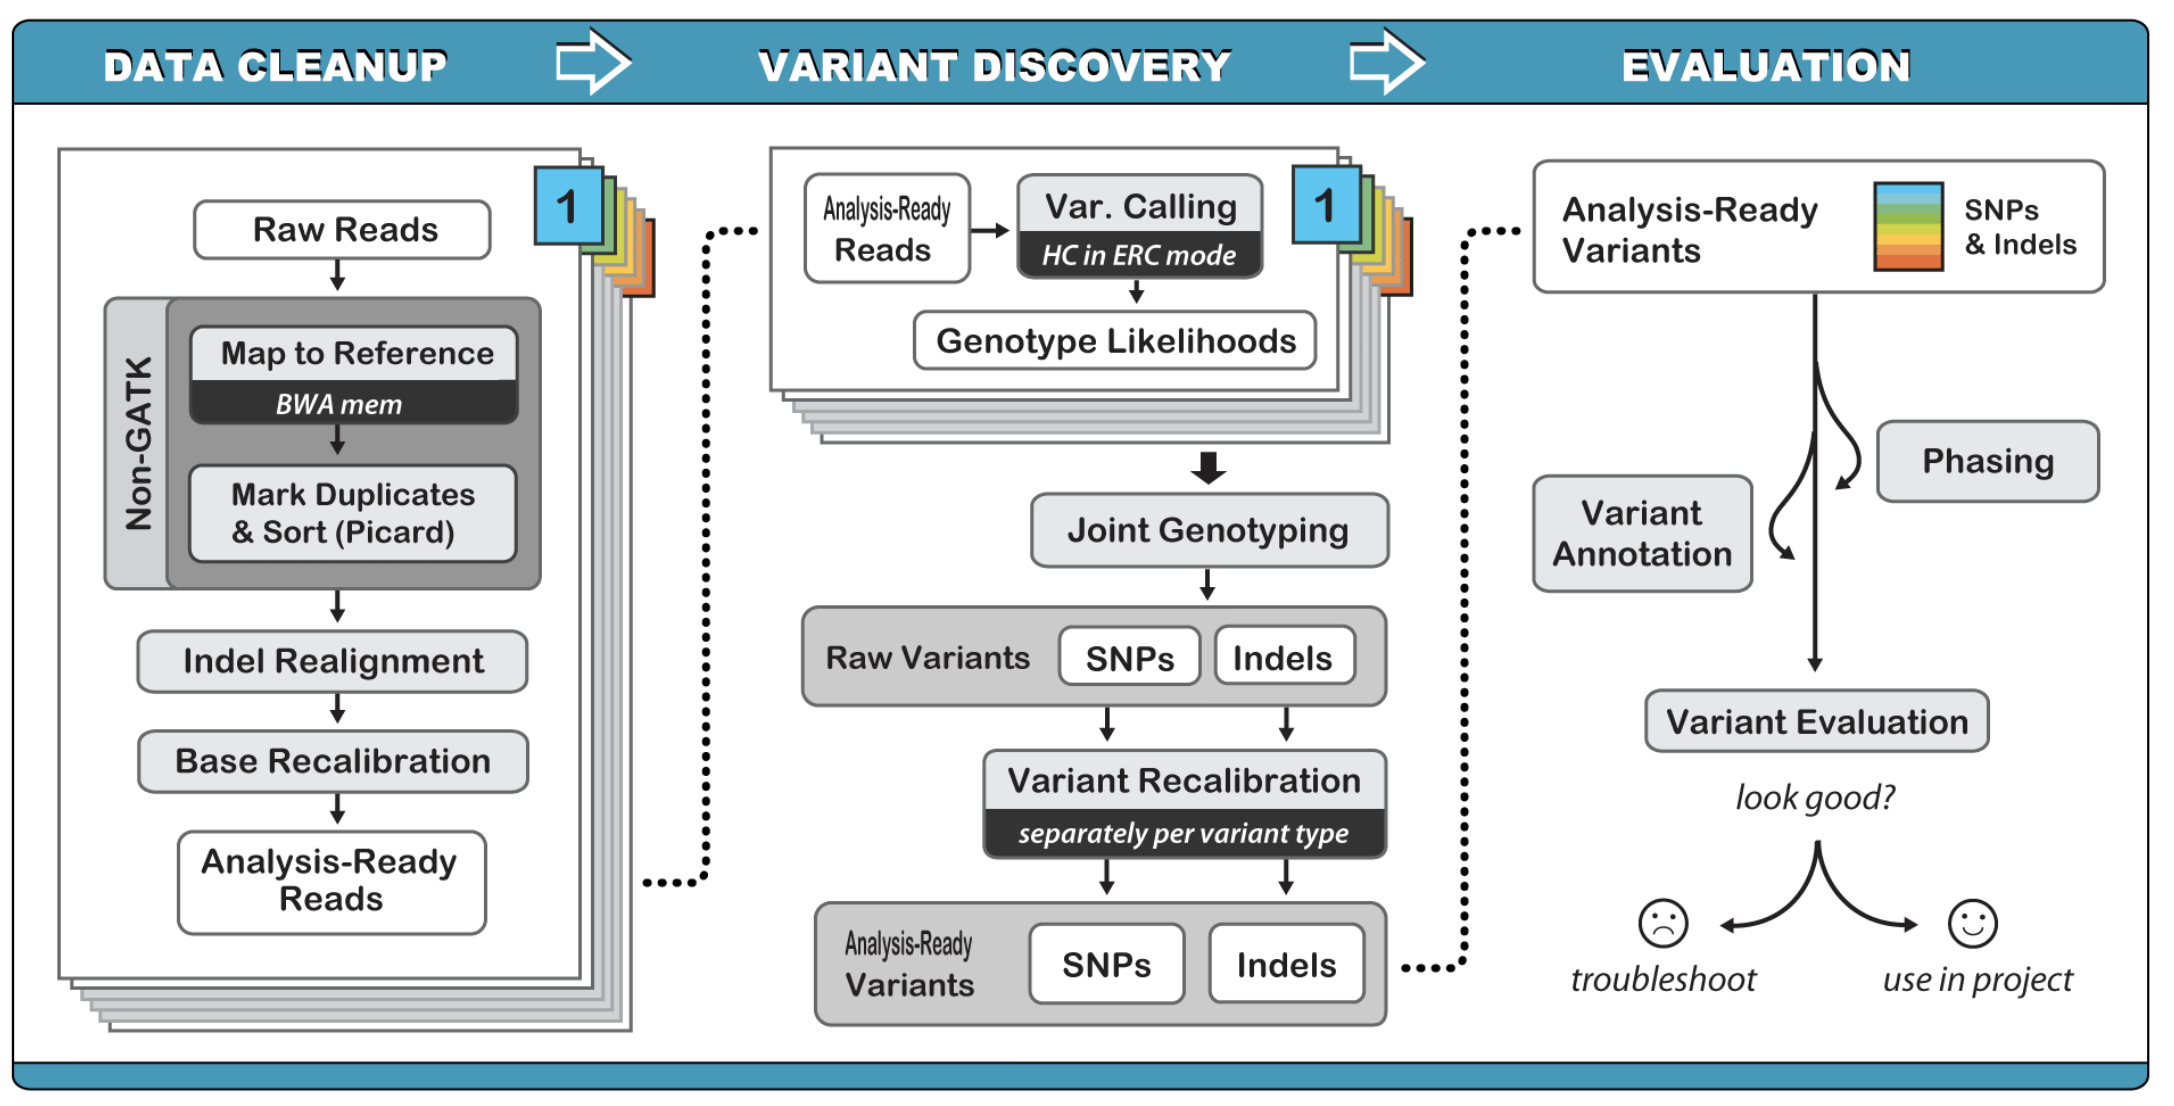 DATA CLEANUP
VARIANT DISCOVERY
EVALUATION
1
Raw Reads
Non-GATK
Map to Reference
BWA mem
Mark Duplicates
& Sort (Picard)
Indel Realignment
Base Recalibration
Analysis-Ready
Reads
1
Analysis-Ready
Reads
Var. Calling
HC in ERC mode
Genotype Likelihoods
Joint Genotyping
Raw Variants
SNPs
Indels
Variant Recalibration
separately per variant type
Analysis-Ready
Variants
SNPs
Indels
Analysis-Ready
Variants
SNPs
& Indels
Phasing
Variant
Annotation
Variant Evaluation
look good?
troubleshoot
use in project